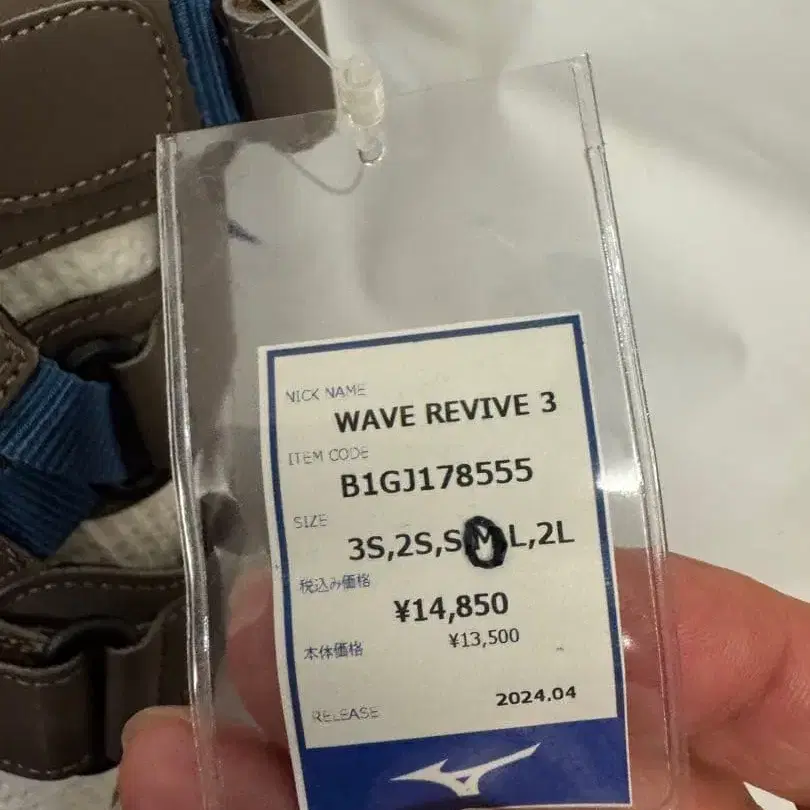 NICK NAME
WAVE REVIVE 3
ITEM CODE
B1GJ178555
SIZE
3S,2S,S,M,L,2L
税込み価格
¥14,850
本体価格
¥13,500
RELEASE
2024.04